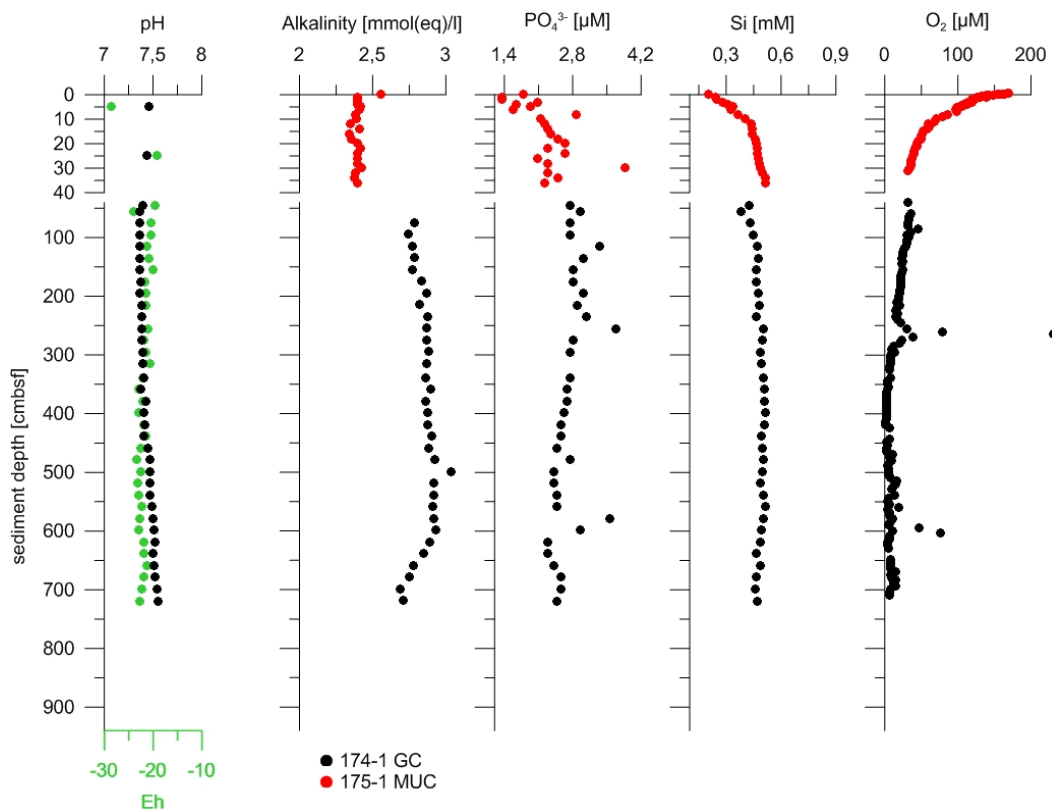 pH
Alkalinity [mmol(eq)/l]
PO₄³⁻ [µM]
Si [mM]
O₂ [µM]
7 7,5 8
2 2,5 3
1,4 2,8 4,2
0,3 0,6 0,9
0 100 200
0
10
20
30
40
100
200
300
400
500
600
700
800
900
sediment depth [cmbsf]
-30 -20 -10
Eh
174-1 GC
175-1 MUC